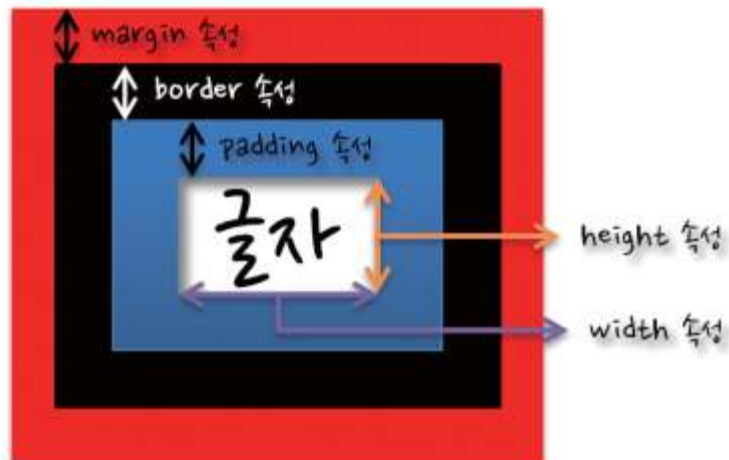 margin 속성
border 속성
padding 속성
글자
height 속성
width 속성